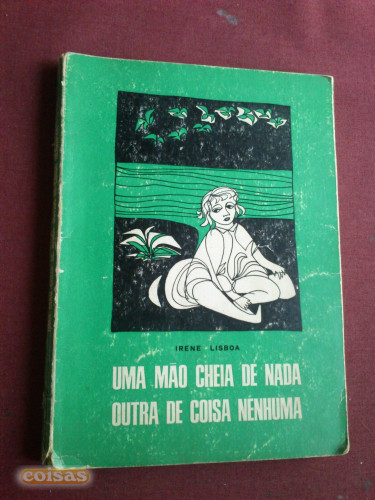 IRENE LISBOA
UMA MÃO CHEIA DE NADA
OUTRA DE COISA NENHUMA
coisas